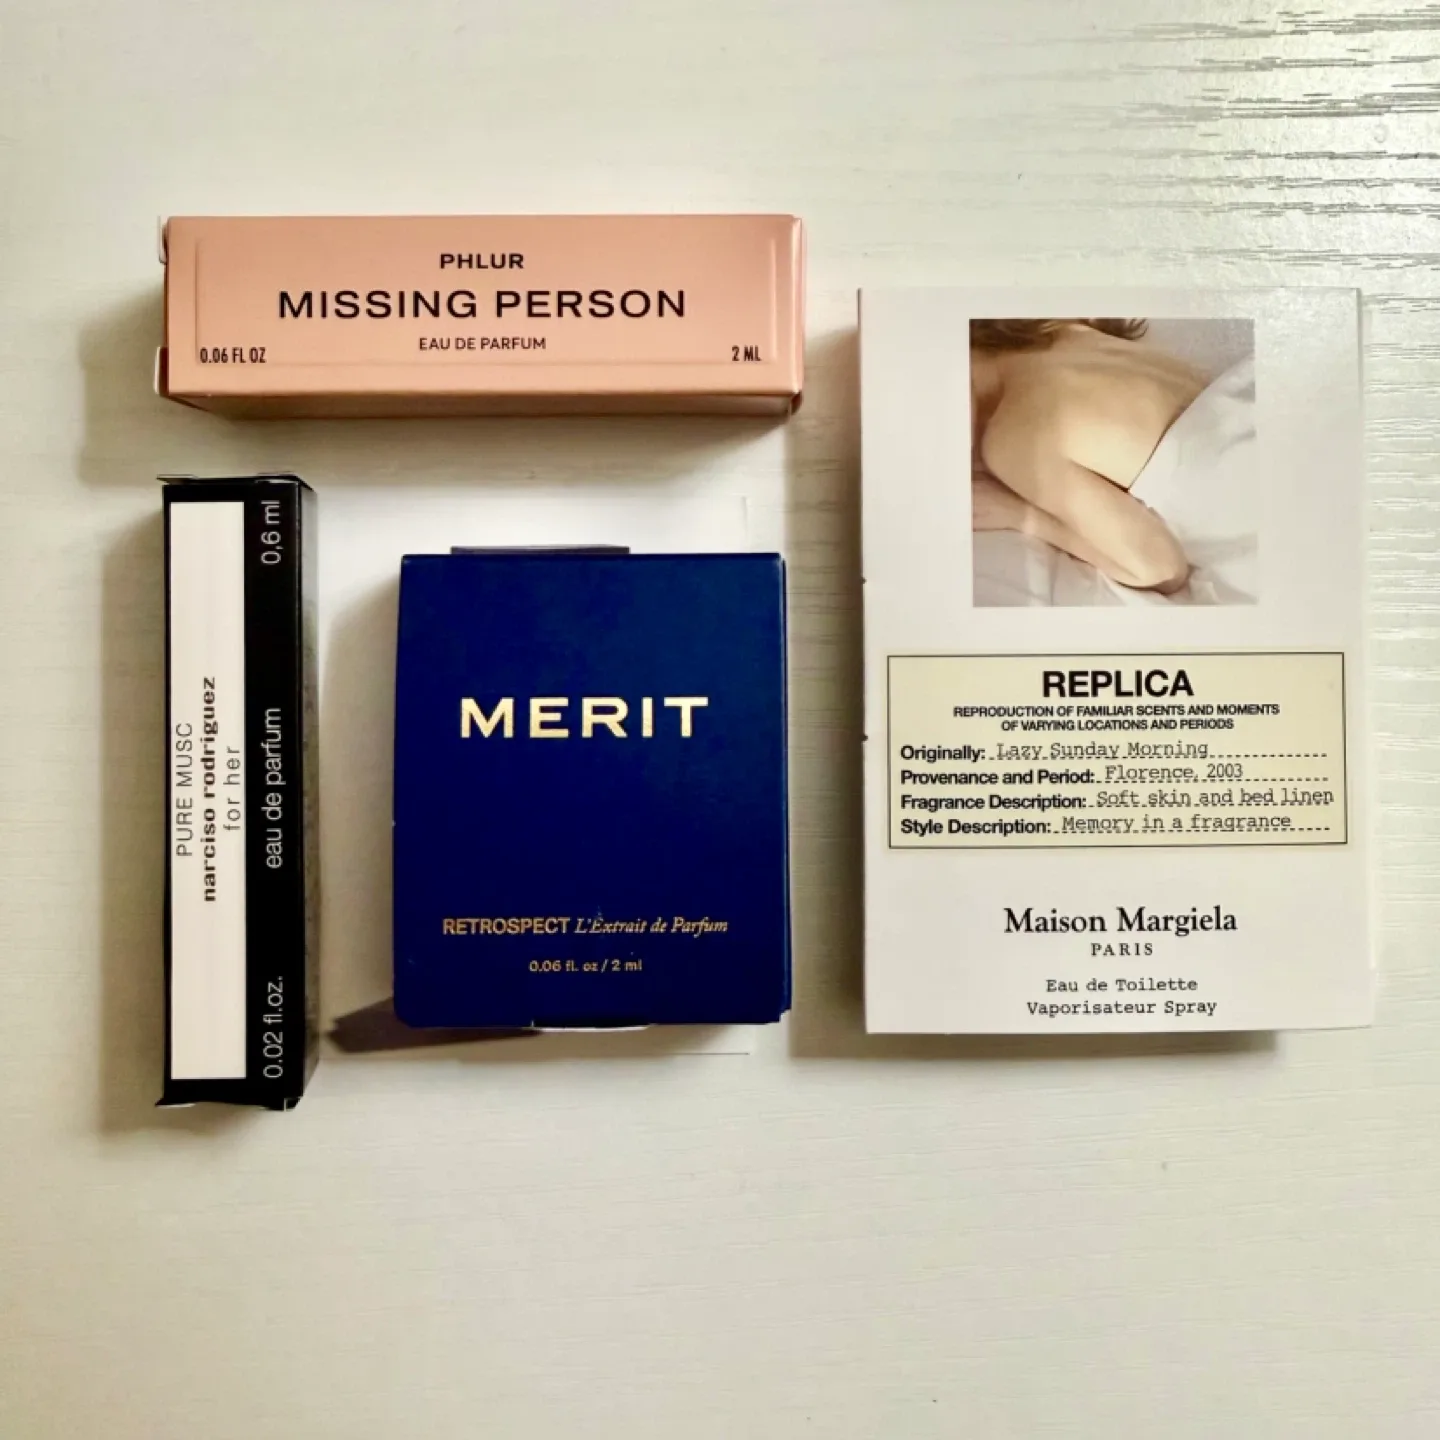 PHLUR
MISSING PERSON
EAU DE PARFUM
0.06 FL OZ
2 ML
PURE MUSC
narciso rodriguez
for her
0.02 fl.oz.
eau de parfum
0,6 ml
MERIT
RETROSPECT L'Extrait de Parfum
0.06 fl. oz / 2 ml
REPLICA
REPRODUCTION OF FAMILIAR SCENTS AND MOMENTS
OF VARYING LOCATIONS AND PERIODS
Originally: Lazy Sunday Morning
Provenance and Period: Florence, 2003
Fragrance Description: Soft skin and bed linen
Style Description: Memory in a fragrance
Maison Margiela
PARIS
Eau de Toilette
Vaporisateur Spray